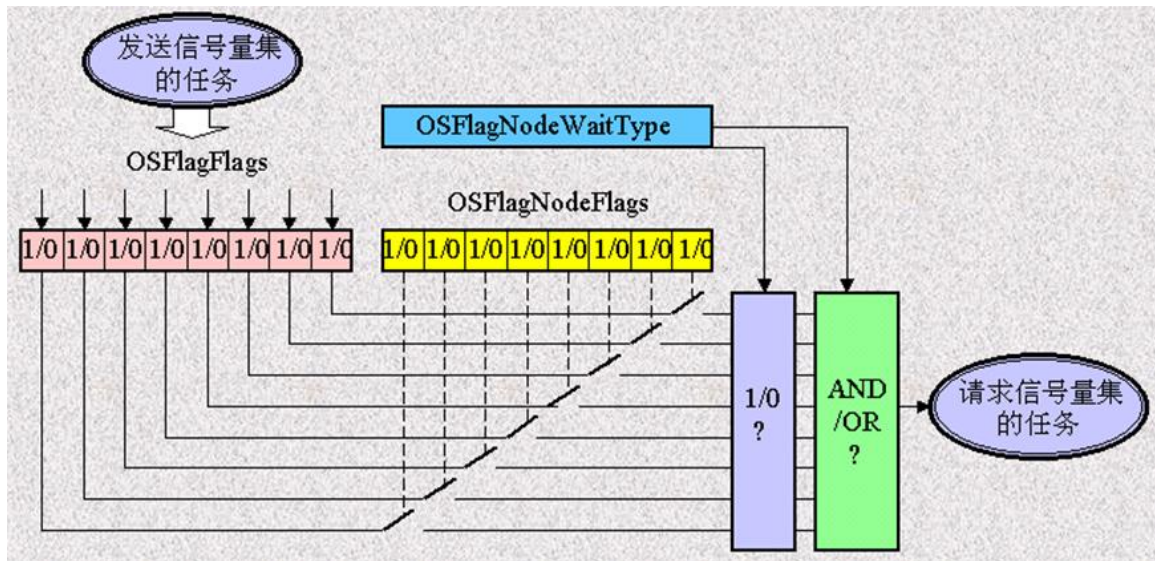 发送信号量集
的任务
OSFlagNodeWaitType
OSFlagFlags
OSFlagNodeFlags
1/0 1/0 1/0 1/0 1/0 1/0 1/0 1/0
1/0 1/0 1/0 1/0 1/0 1/0 1/0 1/0
1/0
?
AND
/OR
?
请求信号量集
的任务